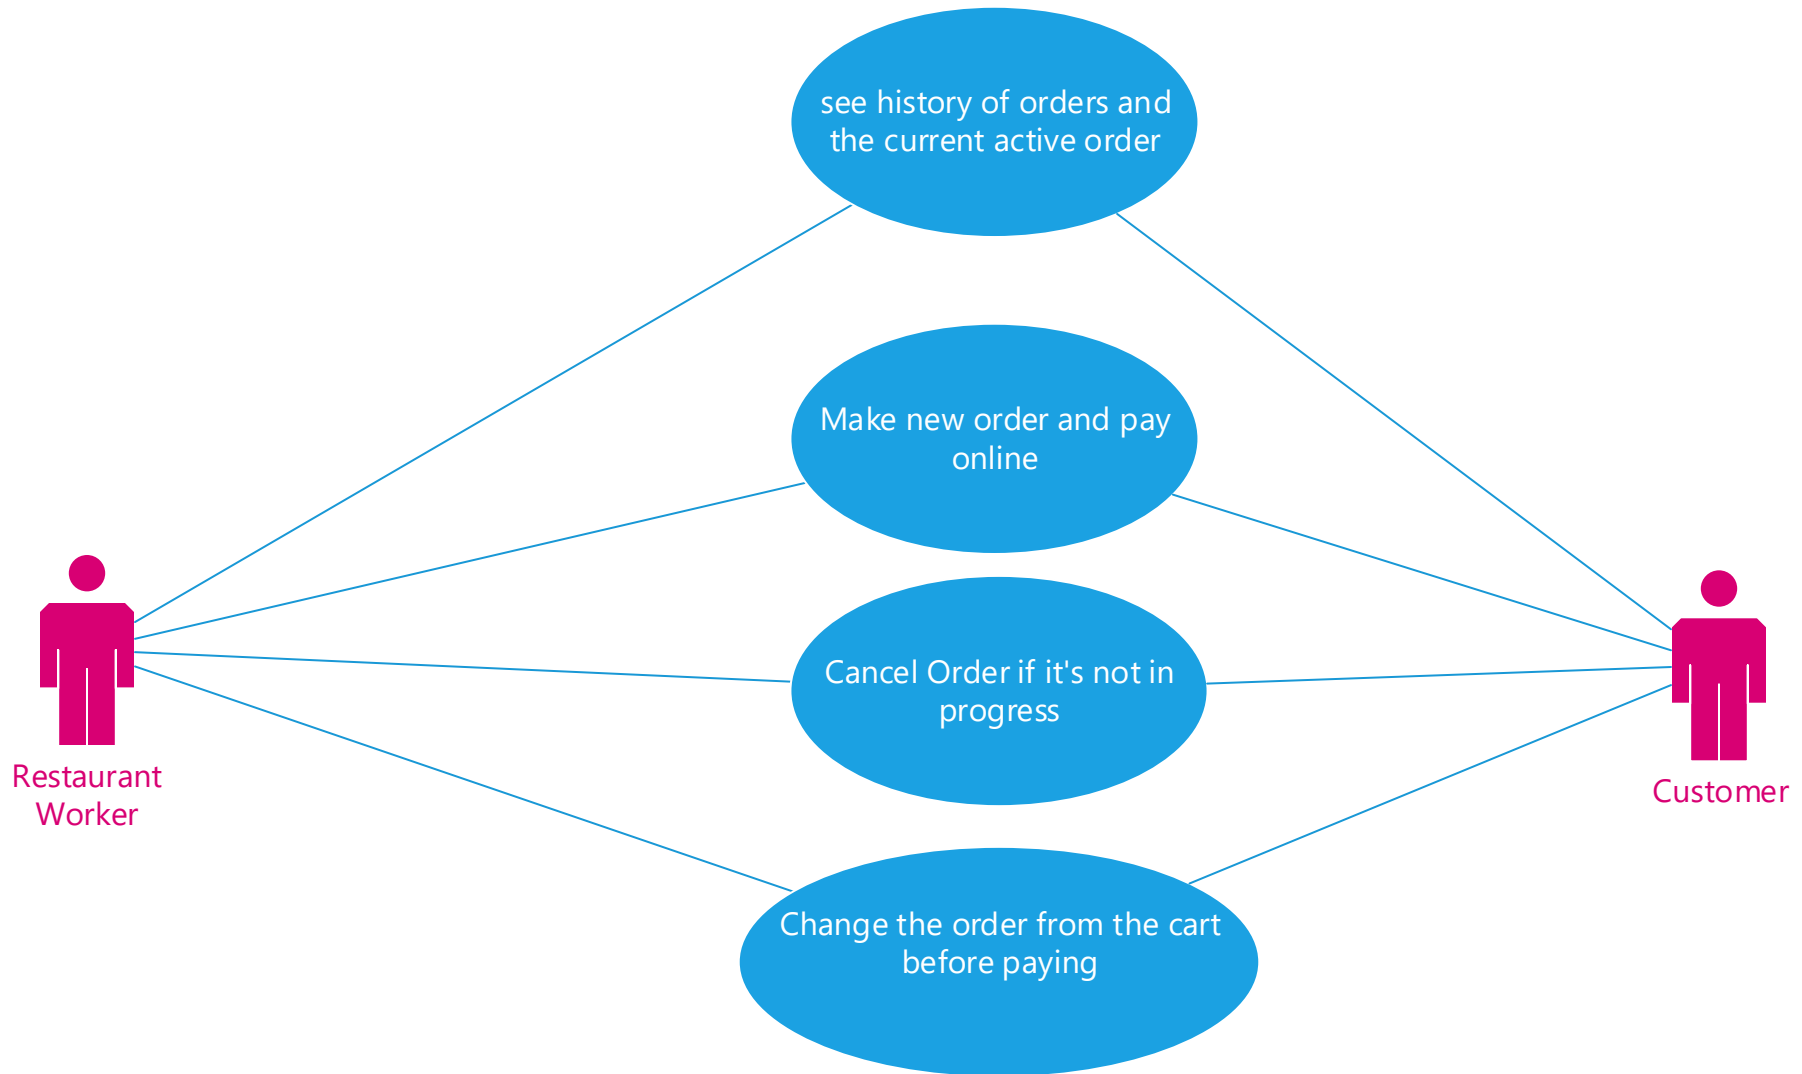 see history of orders and
the current active order
Make new order and pay
online
Cancel Order if it's not in
progress
Restaurant
Worker
Customer
Change the order from the cart
before paying